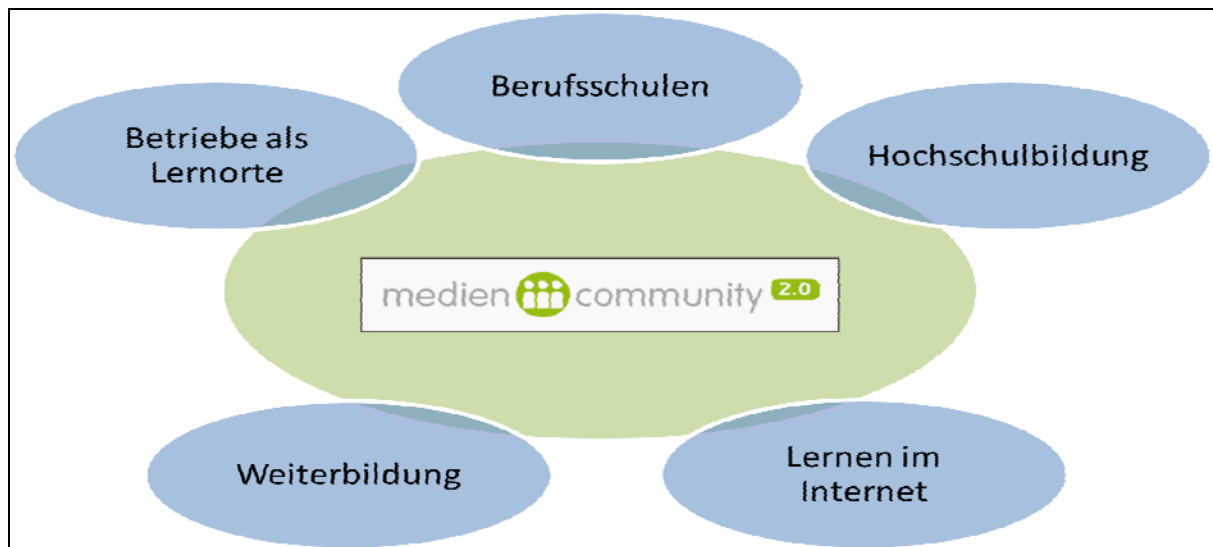 Berufsschulen
Betriebe als
Lernorte
Hochschulbildung
medien community 2.0
Weiterbildung
Lernen im
Internet